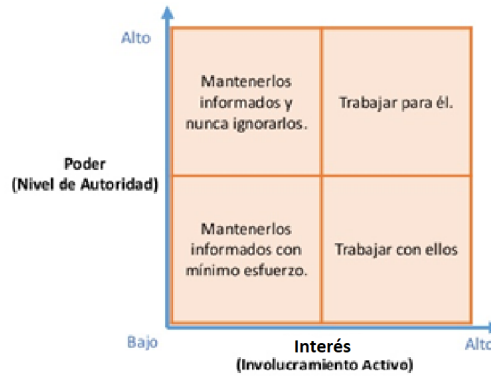 Alto
Mantenerlos
informados y
nunca ignorarlos.
Trabajar para él.
Poder
(Nivel de Autoridad)
Mantenerlos
informados con
mínimo esfuerzo.
Trabajar con ellos
Bajo
Interés
Alto
(Involucramiento Activo)